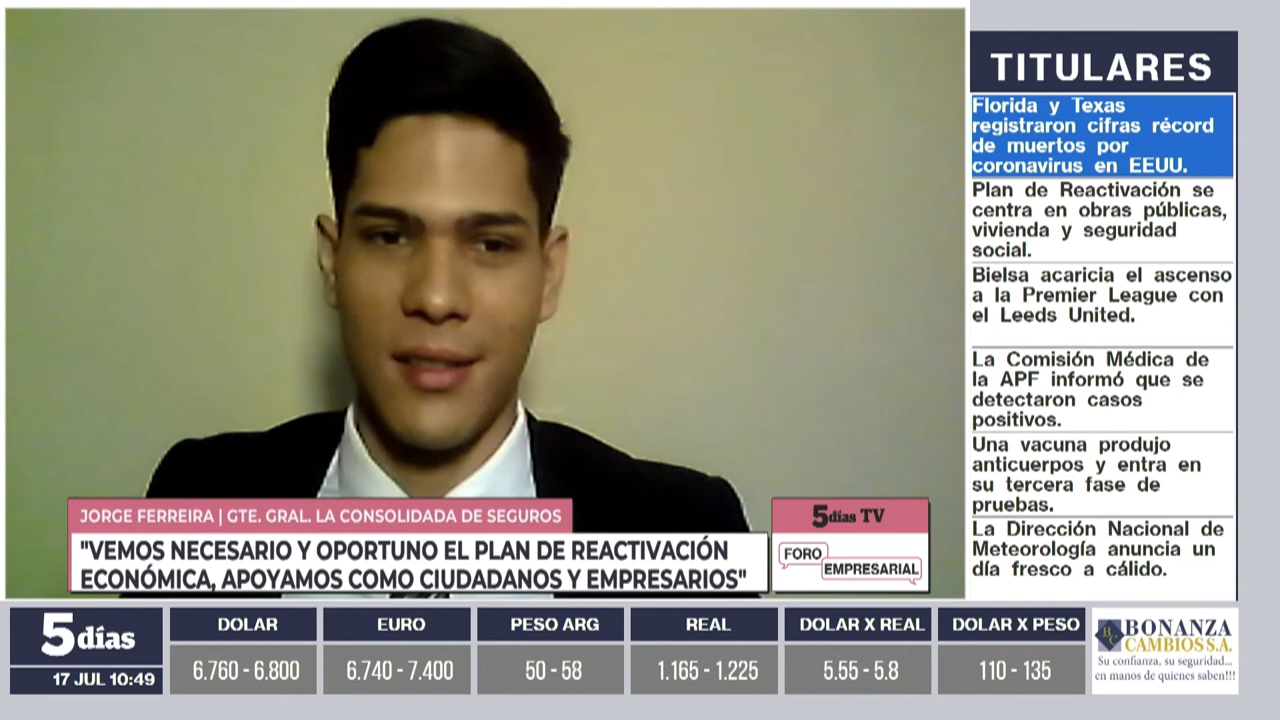 TITULARES
Florida y Texas
registraron cifras récord
de muertos por
coronavirus en EEUU.
Plan de Reactivación se
centra en obras públicas,
vivienda y seguridad
social.
Bielsa acaricia el ascenso
a la Premier League con
el Leeds United.
La Comisión Médica de
la APF informó que se
detectaron casos
positivos.
Una vacuna produjo
anticuerpos y entra en
su tercera fase de
pruebas.
La Dirección Nacional de
Meteorología anuncia un
día fresco a cálido.
JORGE FERREIRA | GTE. GRAL. LA CONSOLIDADA DE SEGUROS
"VEMOS NECESARIO Y OPORTUNO EL PLAN DE REACTIVACIÓN
ECONÓMICA, APOYAMOS COMO CIUDADANOS Y EMPRESARIOS"
5días TV
FORO
EMPRESARIAL
5días
17 JUL 10:49
DOLAR
6.760 - 6.800
EURO
6.740 - 7.400
PESO ARG
50 - 58
REAL
1.165 - 1.225
DOLAR X REAL
5.55 - 5.8
DOLAR X PESO
110 - 135
BC
BONANZA
CAMBIOS S.A.
Su confianza, su seguridad...
en manos de quienes saben!!!